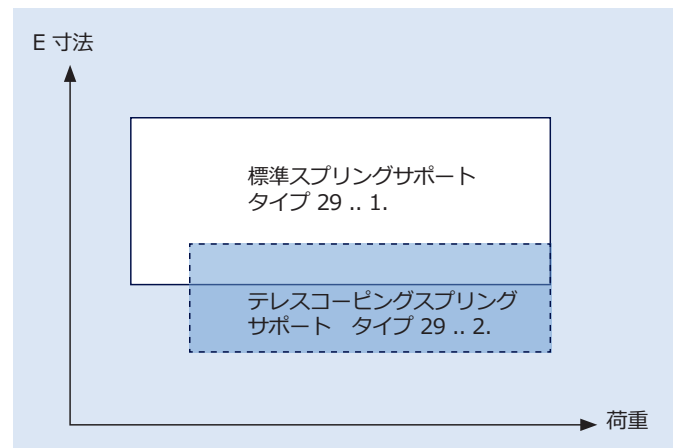 E 寸法
標準スプリングサポート
タイプ 29 .. 1.
テレスコーピングスプリング
サポート　タイプ 29 .. 2.
荷重